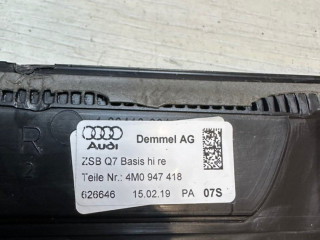 Audi
Demmel AG
ZSB Q7 Basis hi re
Teile Nr.: 4M0 947 418
626646 15.02.19 PA 07S
R
2